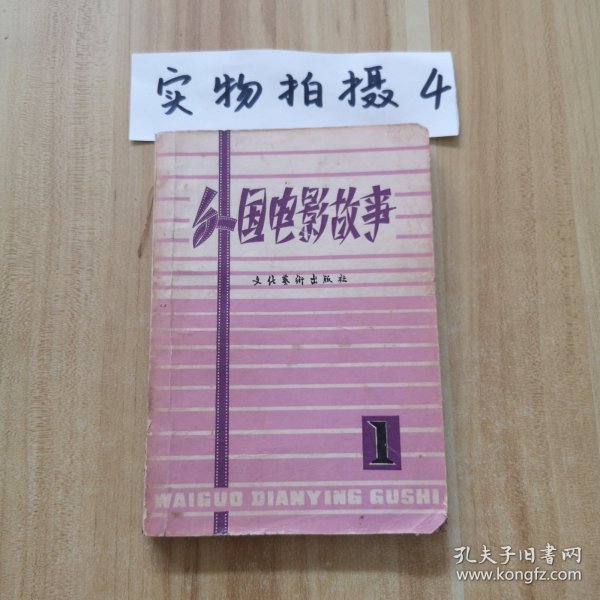 实物拍摄4
外国电影故事
文化艺術出版社
1
WAIGUO DIANYING GUSHI
孔夫子旧书网
www.kongfz.com